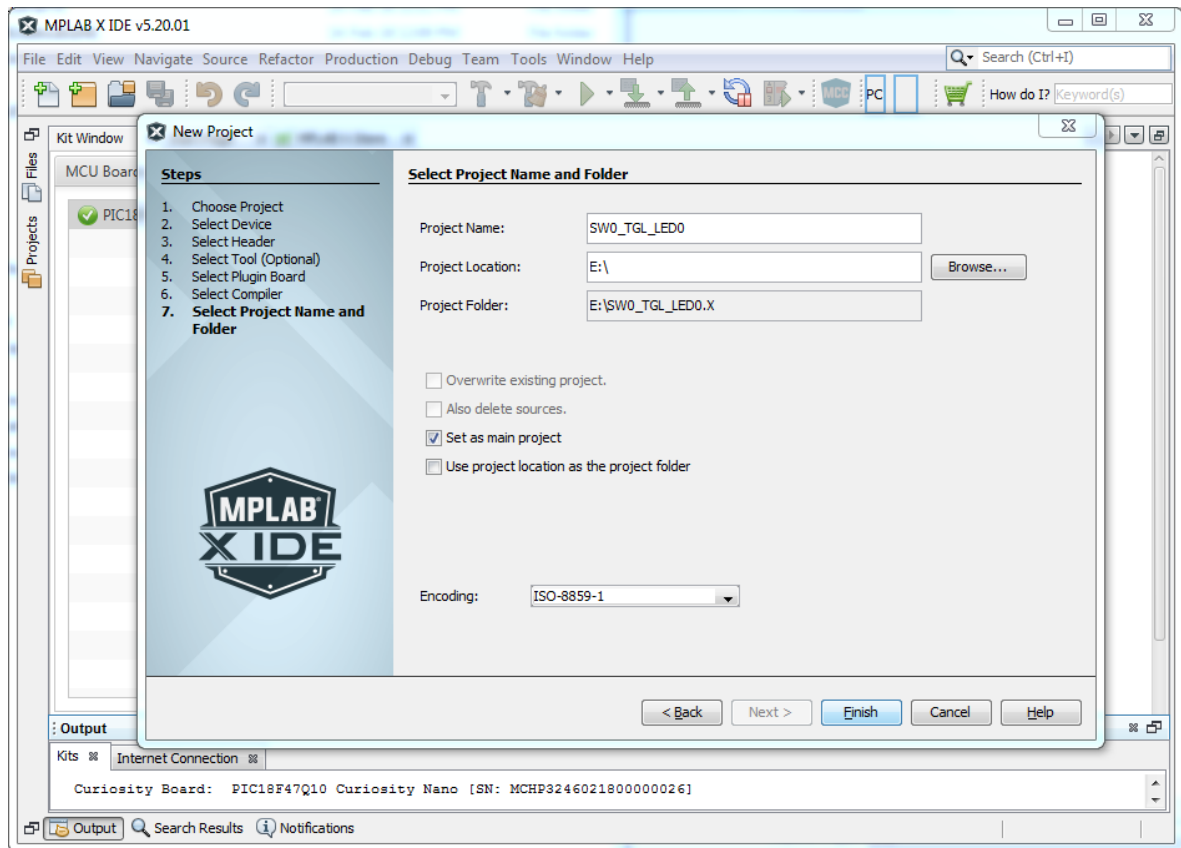 MPLAB X IDE v5.20.01
File Edit View Navigate Source Refactor Production Debug Team Tools Window Help
Search (Ctrl+I)
MCC
PC
How do I? Keyword(s)
Kit Window
Files
Projects
MCU Board
PIC18
New Project
Steps
1. Choose Project
2. Select Device
3. Select Header
4. Select Tool (Optional)
5. Select Plugin Board
6. Select Compiler
7. Select Project Name and
Folder
MPLAB®
X IDE
Select Project Name and Folder
Project Name: SW0_TGL_LED0
Project Location: E:\ Browse...
Project Folder: E:\SW0_TGL_LED0.X
Overwrite existing project.
Also delete sources.
Set as main project
Use project location as the project folder
Encoding: ISO-8859-1
< Back Next > Finish Cancel Help
Output
Kits Internet Connection
Curiosity Board: PIC18F47Q10 Curiosity Nano [SN: MCHP3246021800000026]
Output Search Results Notifications